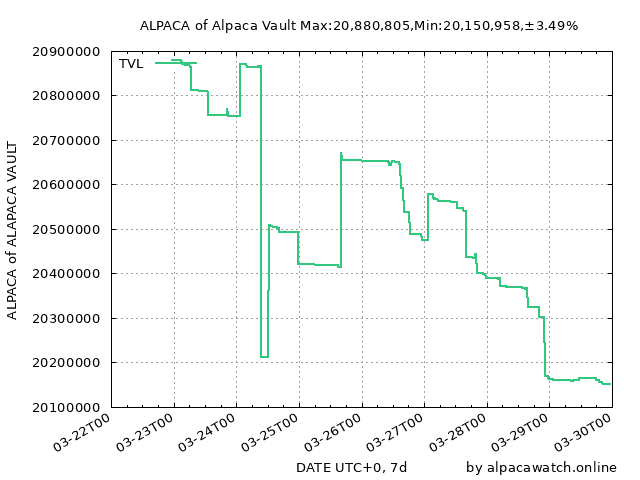 ALPACA of Alpaca Vault Max:20,880,805,Min:20,150,958,±3.49%
20900000
TVL
20800000
20700000
20600000
20500000
20400000
20300000
20200000
20100000
ALPACA of ALAPACA VAULT
03-22T00
03-23T00
03-24T00
03-25T00
03-26T00
03-27T00
03-28T00
03-29T00
03-30T00
DATE UTC+0, 7d
by alpacawatch.online